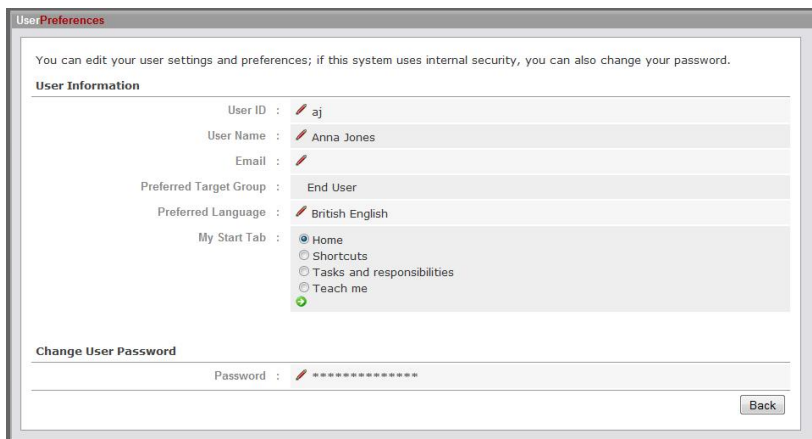 UserPreferences
You can edit your user settings and preferences; if this system uses internal security, you can also change your password.
User Information
User ID : aj
User Name : Anna Jones
Email :
Preferred Target Group : End User
Preferred Language : British English
My Start Tab : Home
Shortcuts
Tasks and responsibilities
Teach me
Change User Password
Password : **************
Back